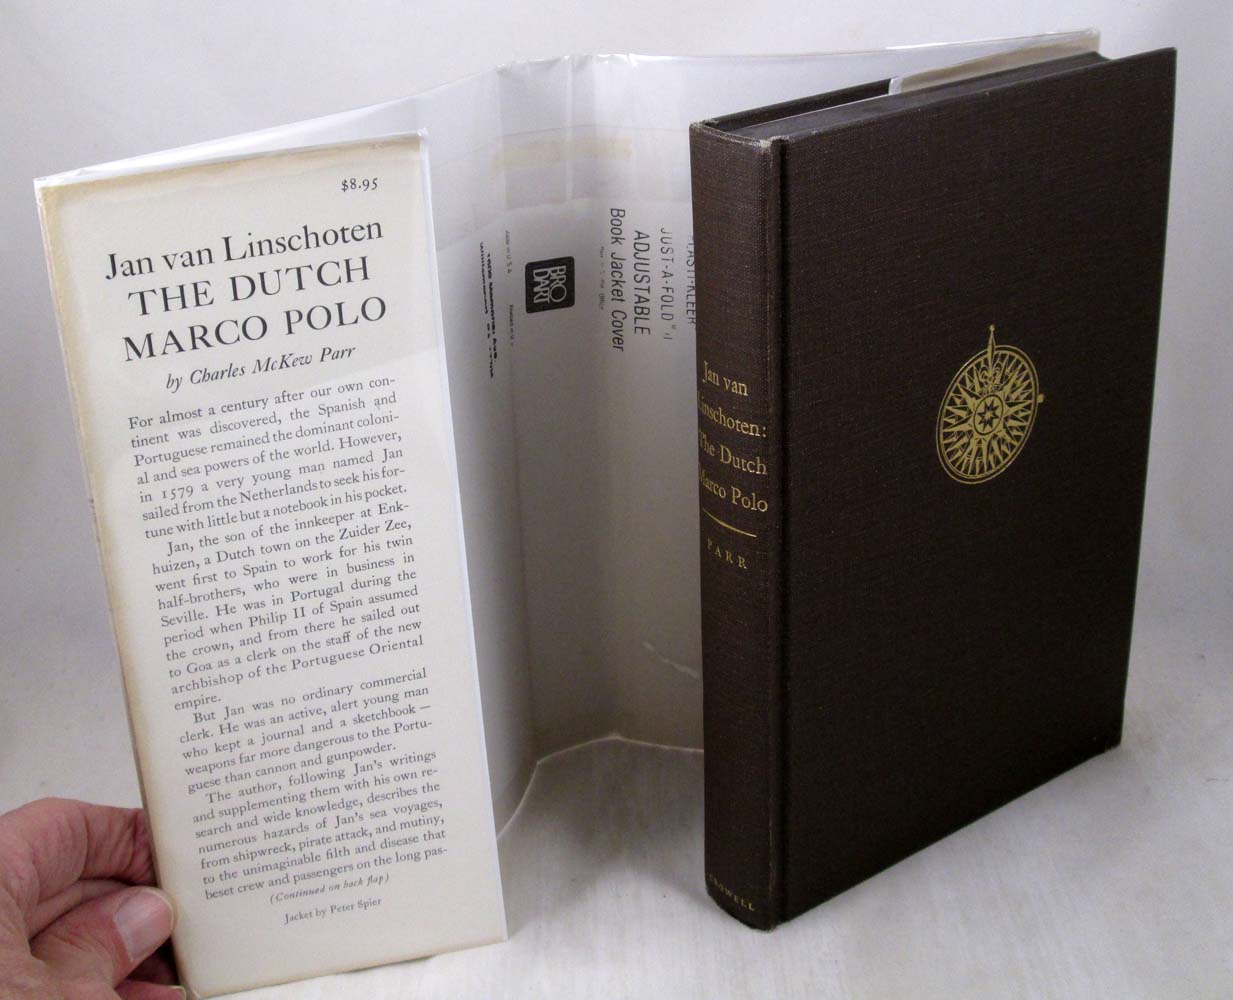 $8.95
Jan van Linschoten
THE DUTCH
MARCO POLO
by Charles McKew Parr
For almost a century after our own con-
tinent was discovered, the Spanish and
Portuguese remained the dominant coloni-
al and sea powers of the world. However,
in 1579 a very young man named Jan
sailed from the Netherlands to seek his for-
tune with little but a notebook in his pocket.
Jan, the son of the innkeeper at Enk-
huizen, a Dutch town on the Zuider Zee,
went first to Spain to work for his twin
half-brothers, who were in business in
Seville. He was in Portugal during the
period when Philip II of Spain assumed
the crown, and from there he sailed out
to Goa as a clerk on the staff of the new
archbishop of the Portuguese Oriental
empire.
But Jan was no ordinary commercial
clerk. He was an active, alert young man
who kept a journal and a sketchbook —
weapons far more dangerous to the Portu-
guese than cannon and gunpowder.
The author, following Jan's writings
and supplementing them with his own re-
search and wide knowledge, describes the
numerous hazards of Jan's sea voyages,
from shipwreck, pirate attack, and mutiny,
to the unimaginable filth and disease that
beset crew and passengers on the long pas-
(Continued on back flap)
Jacket by Peter Spier
BRO
DART
JUST-A-FOLD" II
ADJUSTABLE
Book Jacket Cover
Jan van
Linschoten:
The Dutch
Marco Polo
PARR
CROWELL